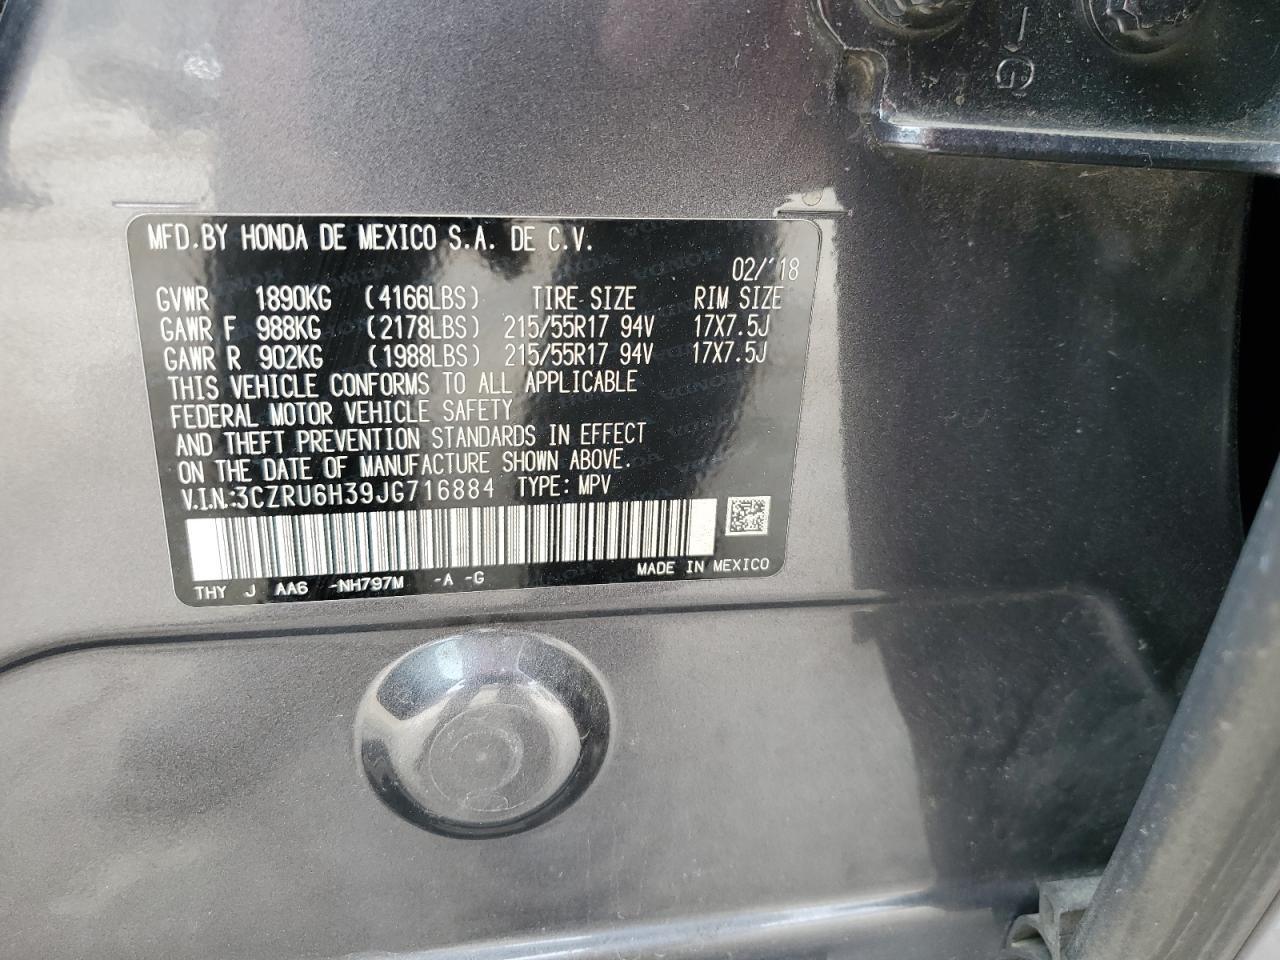 JG
MFD.BY HONDA DE MEXICO S.A. DE C.V.
02/'18
GVWR 1890KG (4166LBS) TIRE SIZE RIM SIZE
GAWR F 988KG (2178LBS) 215/55R17 94V 17X7.5J
GAWR R 902KG (1988LBS) 215/55R17 94V 17X7.5J
THIS VEHICLE CONFORMS TO ALL APPLICABLE
FEDERAL MOTOR VEHICLE SAFETY
AND THEFT PREVENTION STANDARDS IN EFFECT
ON THE DATE OF MANUFACTURE SHOWN ABOVE.
V.I.N.:3CZRU6H39JG716884 TYPE: MPV
MADE IN MEXICO
THY J AA6 -NH797M -A -G